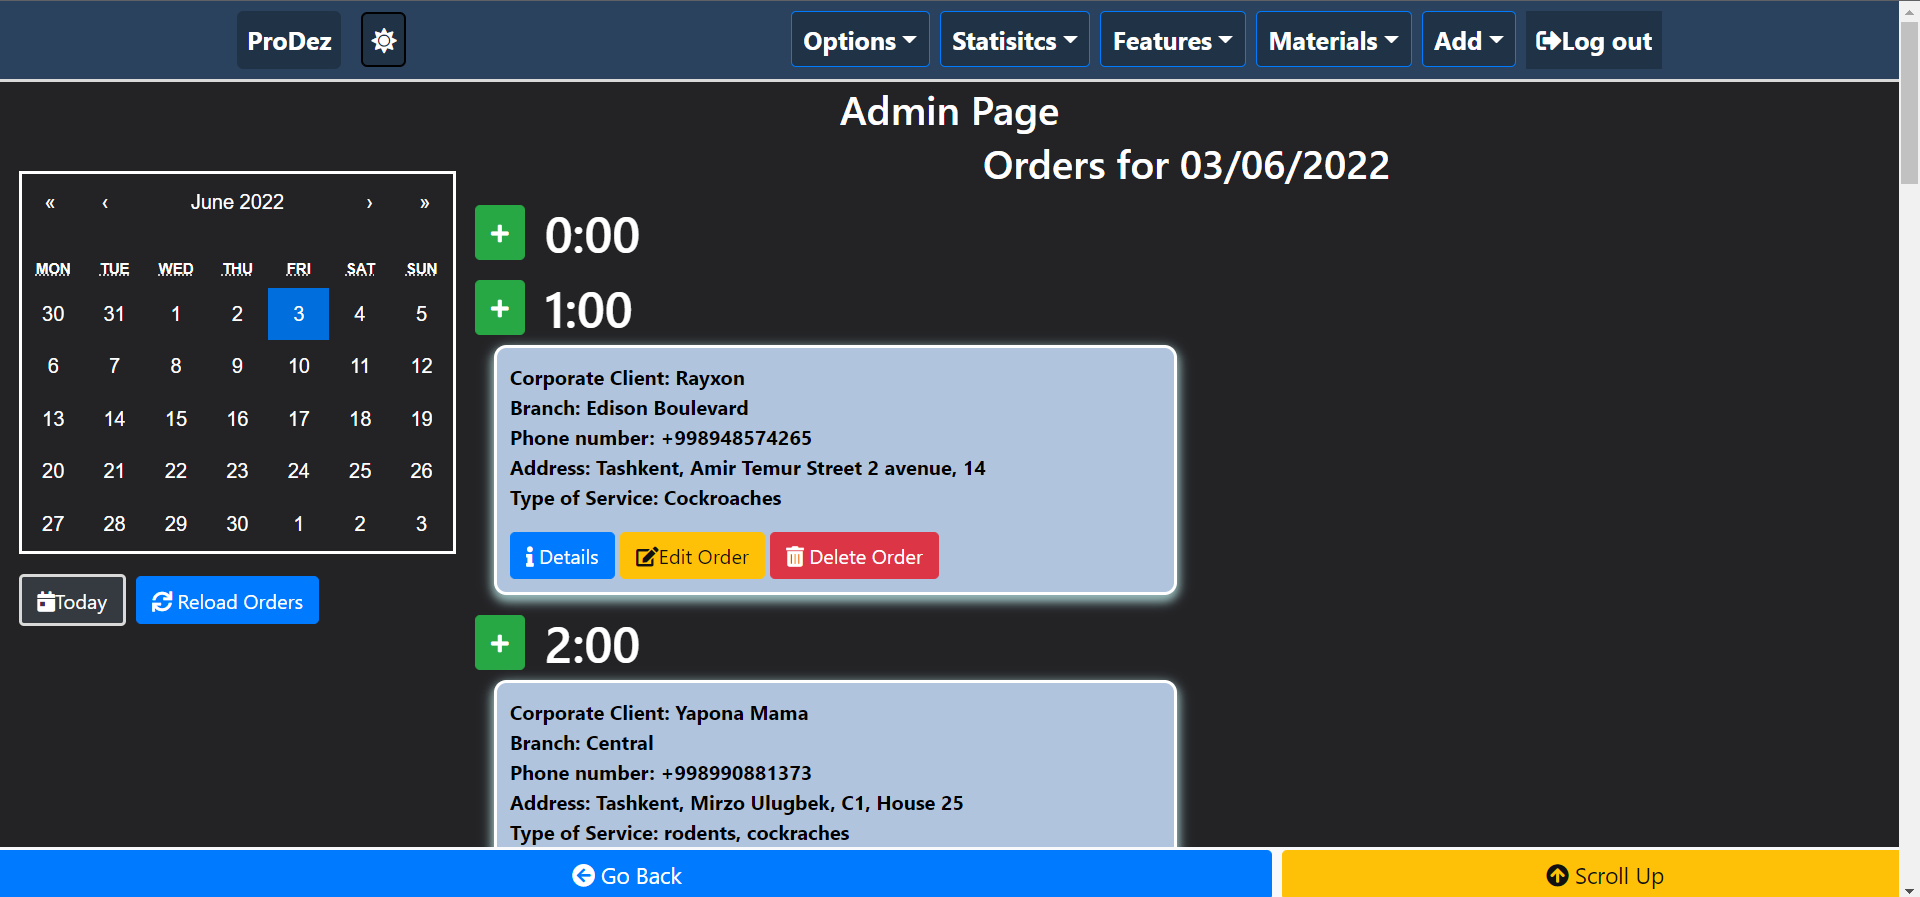 ProDez
Options Statisitcs Features Materials Add Log out
Admin Page
Orders for 03/06/2022
« ‹ June 2022 › »
MON TUE WED THU FRI SAT SUN
30 31 1 2 3 4 5
6 7 8 9 10 11 12
13 14 15 16 17 18 19
20 21 22 23 24 25 26
27 28 29 30 1 2 3
Today Reload Orders
+ 0:00
+ 1:00
Corporate Client: Rayxon
Branch: Edison Boulevard
Phone number: +998948574265
Address: Tashkent, Amir Temur Street 2 avenue, 14
Type of Service: Cockroaches
Details Edit Order Delete Order
+ 2:00
Corporate Client: Yapona Mama
Branch: Central
Phone number: +998990881373
Address: Tashkent, Mirzo Ulugbek, C1, House 25
Type of Service: rodents, cockraches
Go Back Scroll Up